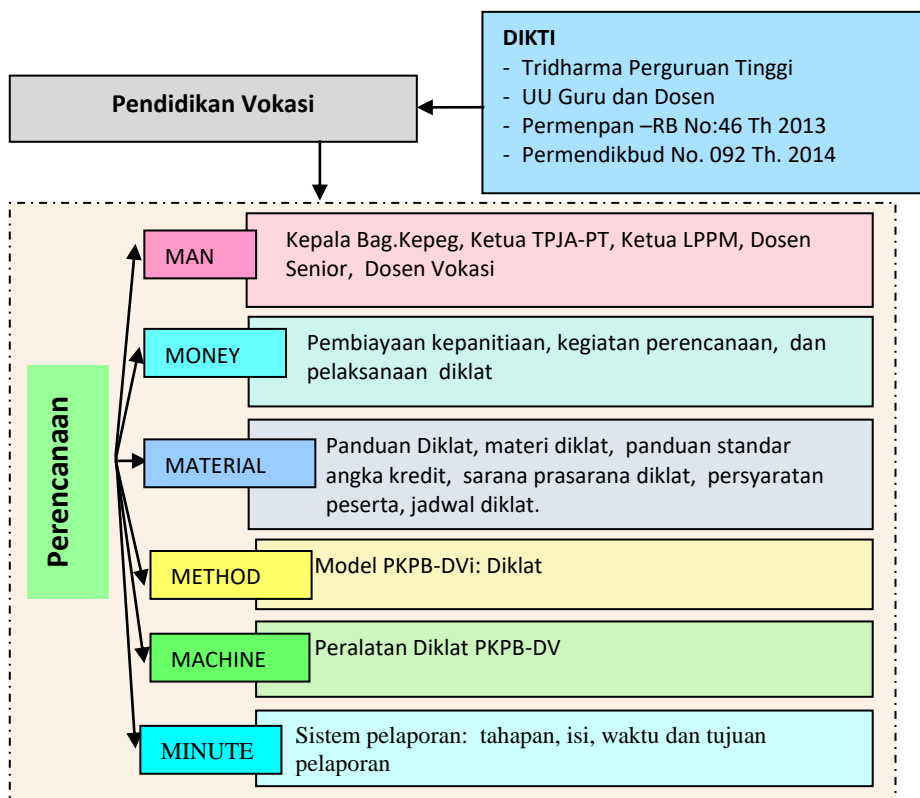 DIKTI
- Tridharma Perguruan Tinggi
- UU Guru dan Dosen
- Permenpan –RB No:46 Th 2013
- Permendikbud No. 092 Th. 2014
Pendidikan Vokasi
Perencanaan
MAN
Kepala Bag.Kepeg, Ketua TPJA-PT, Ketua LPPM, Dosen
Senior, Dosen Vokasi
MONEY
Pembiayaan kepanitiaan, kegiatan perencanaan, dan
pelaksanaan diklat
MATERIAL
Panduan Diklat, materi diklat, panduan standar
angka kredit, sarana prasarana diklat, persyaratan
peserta, jadwal diklat.
METHOD
Model PKPB-DVi: Diklat
MACHINE
Peralatan Diklat PKPB-DV
MINUTE
Sistem pelaporan: tahapan, isi, waktu dan tujuan
pelaporan